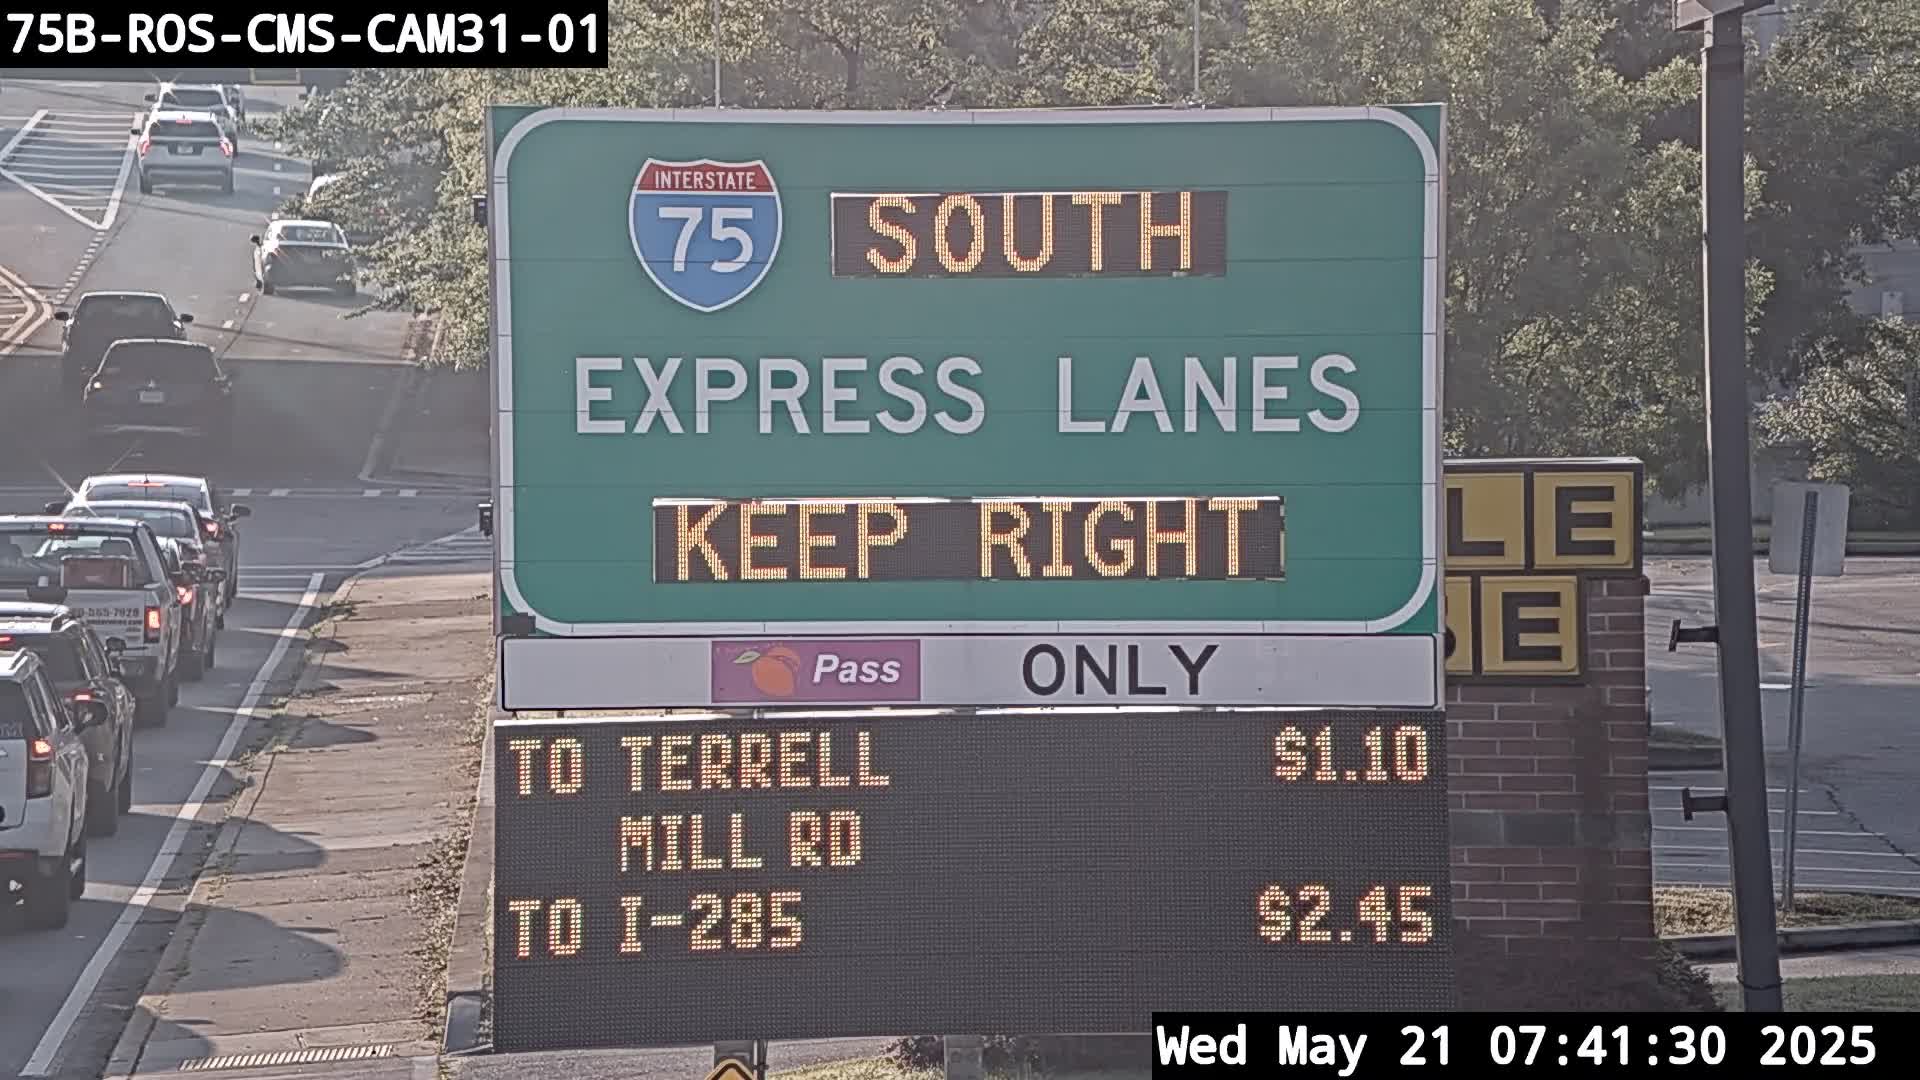 75B-ROS-CMS-CAM31-01
INTERSTATE
75
SOUTH
EXPRESS LANES
KEEP RIGHT
Pass ONLY
TO TERRELL $1.10
MILL RD
TO I-285 $2.45
LE
E
Wed May 21 07:41:30 2025